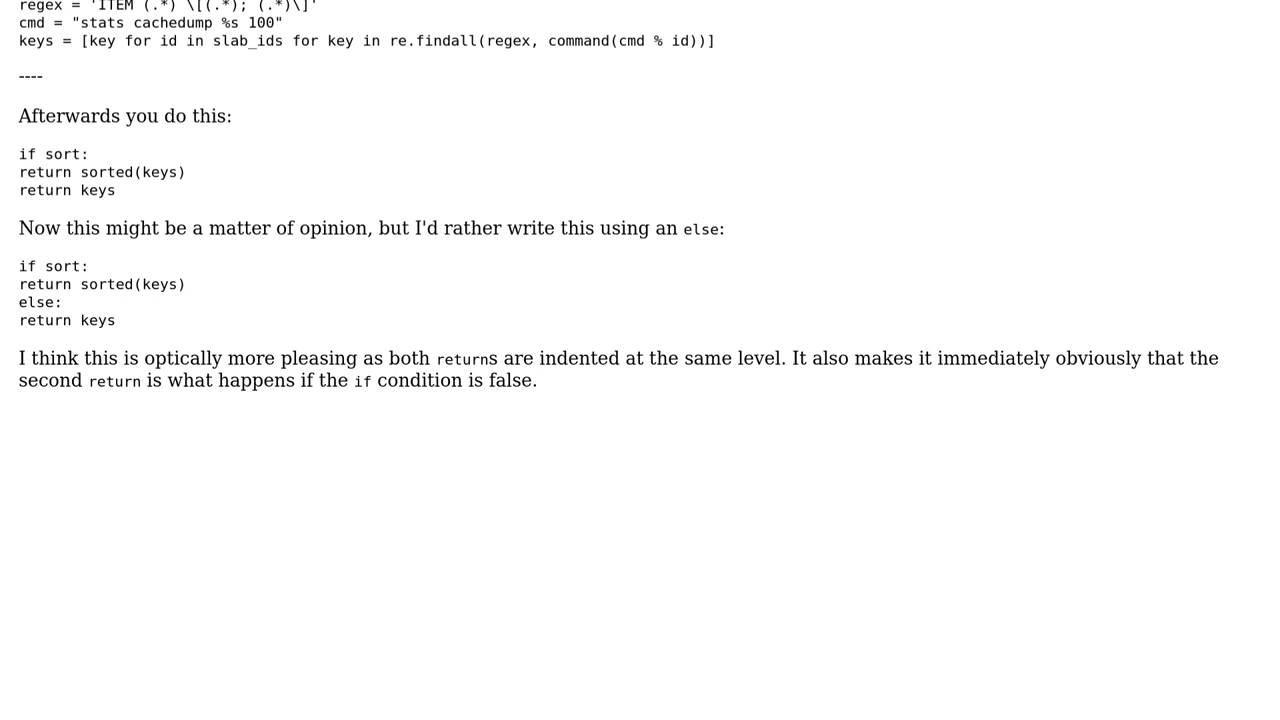 regex = 'ITEM (.*) \[(.*); (.*)\]'
cmd = "stats cachedump %s 100"
keys = [key for id in slab_ids for key in re.findall(regex, command(cmd % id))]
----
Afterwards you do this:
if sort:
return sorted(keys)
return keys
Now this might be a matter of opinion, but I'd rather write this using an else:
if sort:
return sorted(keys)
else:
return keys
I think this is optically more pleasing as both returns are indented at the same level. It also makes it immediately obviously that the
second return is what happens if the if condition is false.